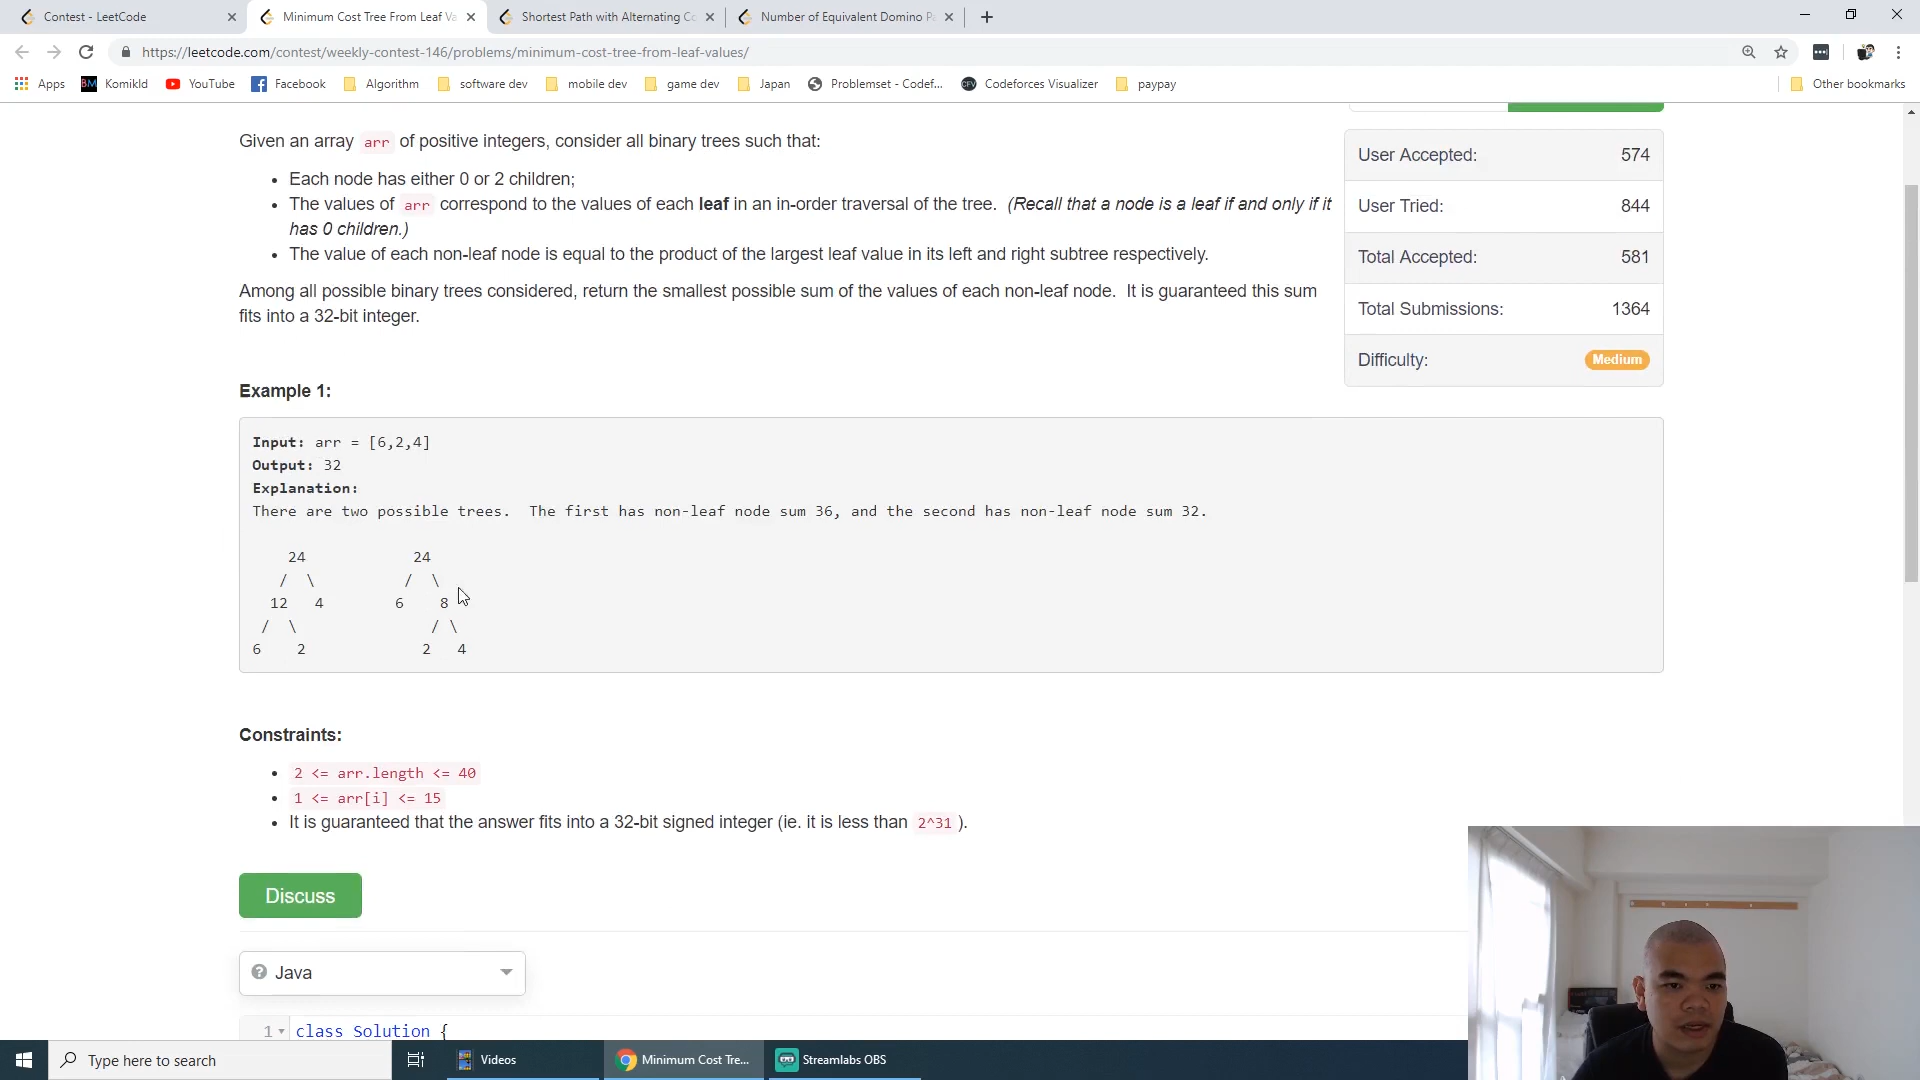 Contest - LeetCode
Minimum Cost Tree From Leaf Va
Shortest Path with Alternating Co
Number of Equivalent Domino Pa
https://leetcode.com/contest/weekly-contest-146/problems/minimum-cost-tree-from-leaf-values/
Apps
BM Komikid
YouTube
Facebook
Algorithm
software dev
mobile dev
game dev
Japan
Problemset - Codef...
CFV Codeforces Visualizer
paypay
Other bookmarks
Given an array arr of positive integers, consider all binary trees such that:
• Each node has either 0 or 2 children;
• The values of arr correspond to the values of each leaf in an in-order traversal of the tree. (Recall that a node is a leaf if and only if it
has 0 children.)
• The value of each non-leaf node is equal to the product of the largest leaf value in its left and right subtree respectively.
Among all possible binary trees considered, return the smallest possible sum of the values of each non-leaf node. It is guaranteed this sum
fits into a 32-bit integer.
User Accepted: 574
User Tried: 844
Total Accepted: 581
Total Submissions: 1364
Difficulty: Medium
Example 1:
Input: arr = [6,2,4]
Output: 32
Explanation:
There are two possible trees.  The first has non-leaf node sum 36, and the second has non-leaf node sum 32.
24 24
/ \ / \
12 4 6 8
/ \ / \
6 2 2 4
Constraints:
• 2 <= arr.length <= 40
• 1 <= arr[i] <= 15
• It is guaranteed that the answer fits into a 32-bit signed integer (ie. it is less than 2^31).
Discuss
? Java
1 class Solution {
Type here to search
Videos
Minimum Cost Tre...
Streamlabs OBS